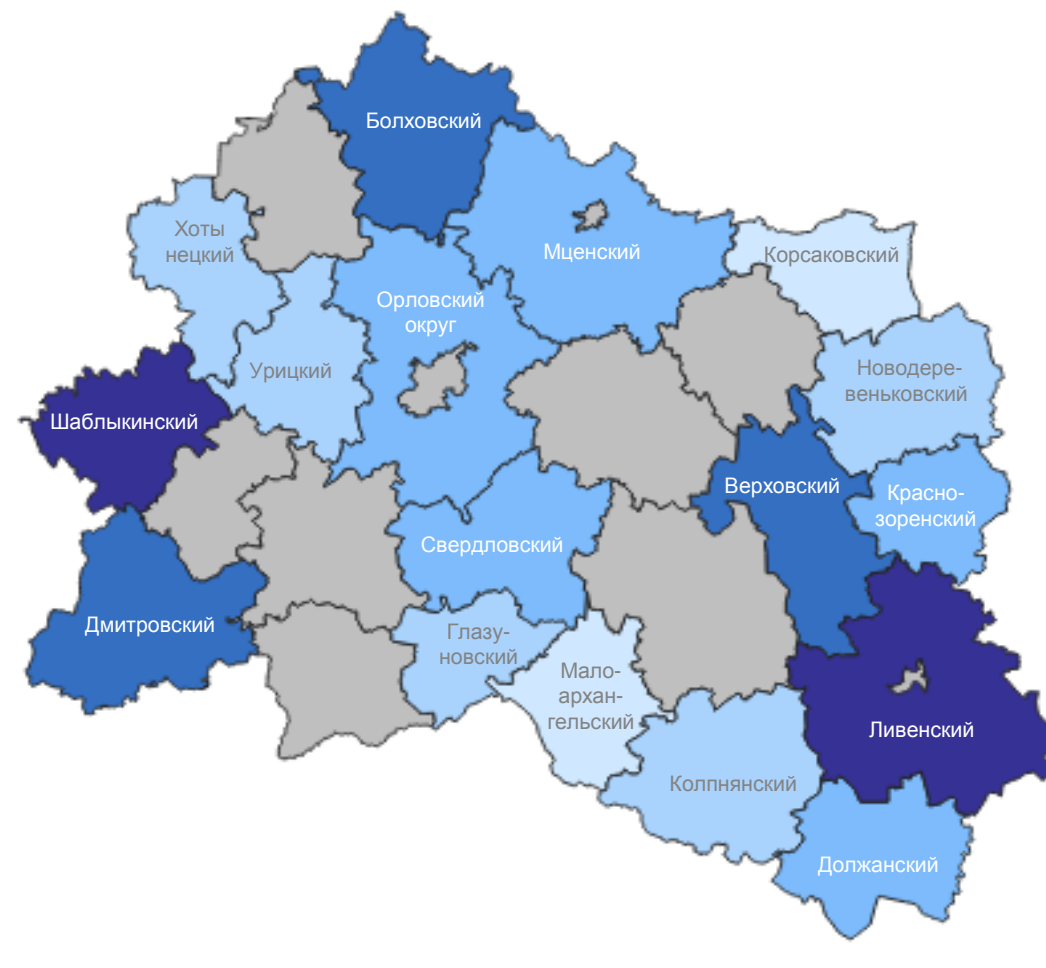 Болховский
Хоты
нецкий
Мценский
Корсаковский
Орловский
округ
Урицкий
Новодере-
веньковский
Шаблыкинский
Верховский
Красно-
зоренский
Свердловский
Дмитровский
Глазу-
новский
Мало-
архан-
гельский
Ливенский
Колпнянский
Должанский